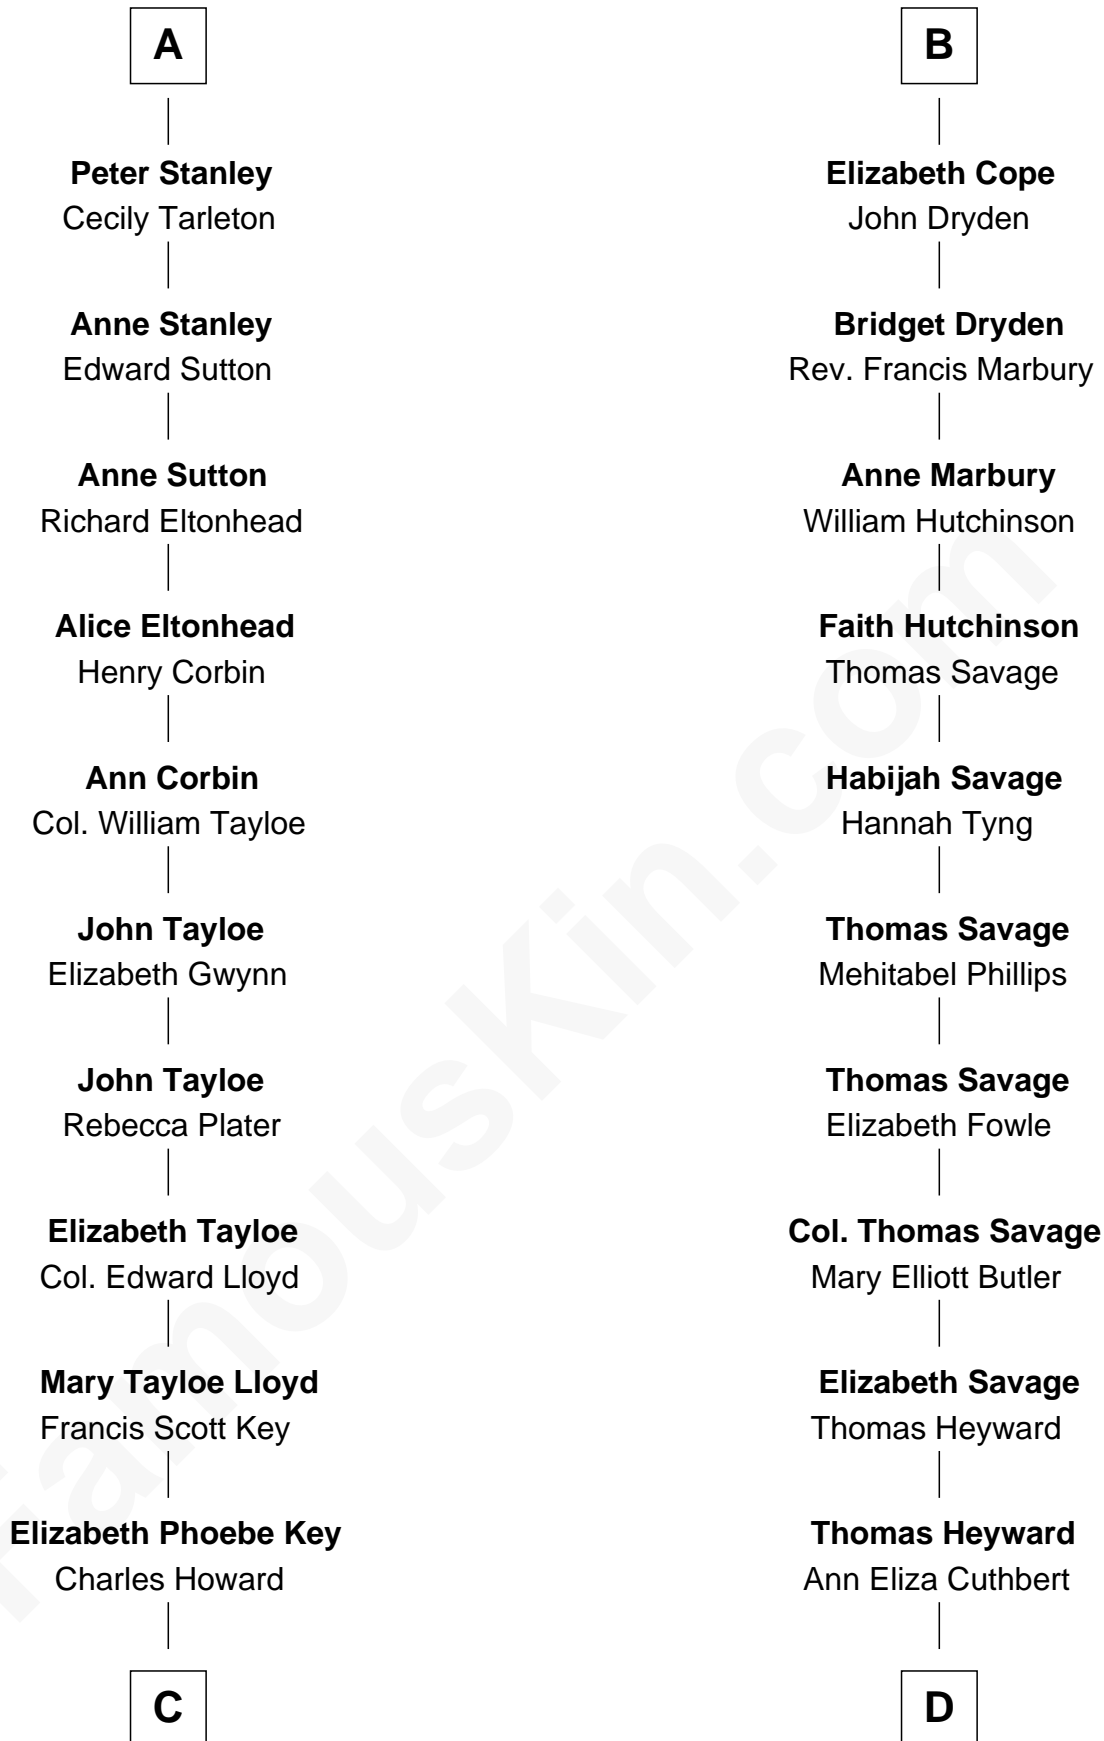 A
Peter Stanley
Cecily Tarleton
Anne Stanley
Edward Sutton
Anne Sutton
Richard Eltonhead
Alice Eltonhead
Henry Corbin
Ann Corbin
Col. William Tayloe
John Tayloe
Elizabeth Gwynn
John Tayloe
Rebecca Plater
Elizabeth Tayloe
Col. Edward Lloyd
Mary Tayloe Lloyd
Francis Scott Key
Elizabeth Phoebe Key
Charles Howard
C
B
Elizabeth Cope
John Dryden
Bridget Dryden
Rev. Francis Marbury
Anne Marbury
William Hutchinson
Faith Hutchinson
Thomas Savage
Habijah Savage
Hannah Tyng
Thomas Savage
Mehitabel Phillips
Thomas Savage
Elizabeth Fowle
Col. Thomas Savage
Mary Elliott Butler
Elizabeth Savage
Thomas Heyward
Thomas Heyward
Ann Eliza Cuthbert
D
FamousKin.com